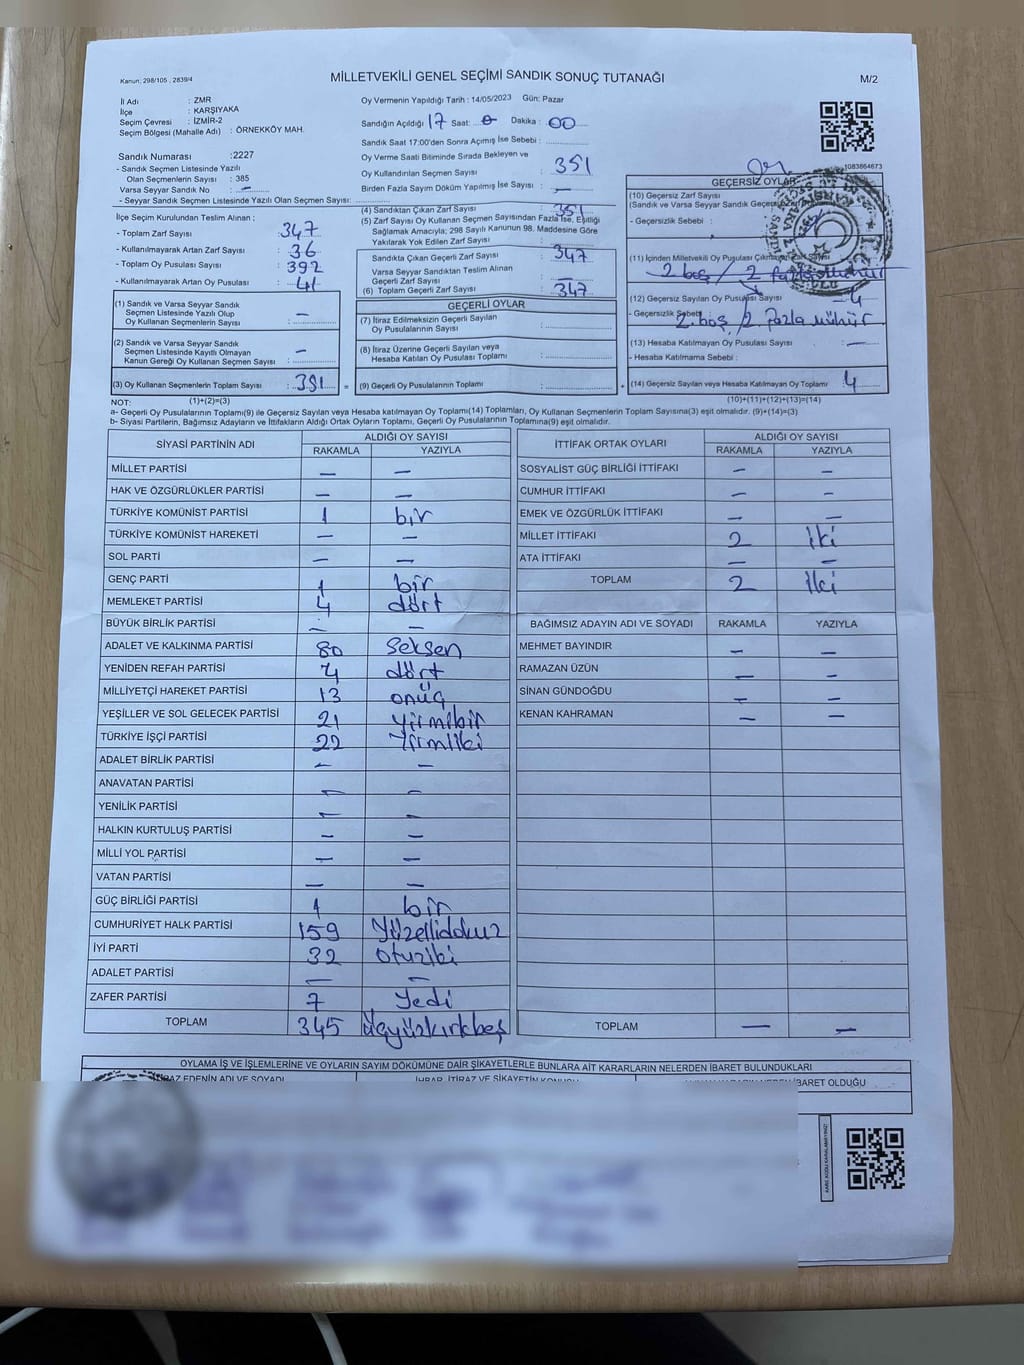 Kanun; 298/105 , 2839/4
MİLLETVEKİLİ GENEL SEÇİMİ SANDIK SONUÇ TUTANAĞI
M/2
İl Adı : ZMR
İlçe : KARŞIYAKA
Seçim Çevresi : İZMİR-2
Seçim Bölgesi (Mahalle Adı) : ÖRNEKKÖY MAH.
Oy Vermenin Yapıldığı Tarih : 14/05/2023 Gün: Pazar
Sandığın Açıldığı 17 Saat: 0 Dakika : 00
Sandık Saat 17:00'den Sonra Açımış İse Sebebi :
Oy Verme Saati Bitiminde Sırada Bekleyen ve
Oy Kullandırılan Seçmen Sayısı 351
Birden Fazla Sayım Döküm Yapılmış İse Sayısı : —
Sandık Numarası :2227
- Sandık Seçmen Listesinde Yazılı
Olan Seçmenlerin Sayısı : 385
Varsa Seyyar Sandık No : —
- Seyyar Sandık Seçmen Listesinde Yazılı Olan Seçmen Sayısı:
İlçe Seçim Kurulundan Teslim Alınan ;
- Toplam Zarf Sayısı : 347
- Kullanılmayarak Artan Zarf Sayısı : 36
- Toplam Oy Pusulası Sayısı : 392
- Kullanılmayarak Artan Oy Pusulası : 41
(1) Sandık ve Varsa Seyyar Sandık
Seçmen Listesinde Yazılı Olup
Oy Kullanan Seçmenlerin Sayısı : —
(2) Sandık ve Varsa Seyyar Sandık
Seçmen Listesinde Kayıtlı Olmayan
Kanun Gereği Oy Kullanan Seçmen Sayısı : —
(3) Oy Kullanan Seçmenlerin Toplam Sayısı : 351 =
(4) Sandıktan Çıkan Zarf Sayısı : 351
(5) Zarf Sayısı Oy Kullanan Seçmen Sayısından Fazla İse, Eşitliği
Sağlamak Amacıyla; 298 Sayılı Kanunun 98. Maddesine Göre
Yakılarak Yok Edilen Zarf Sayısı :
Sandıkta Çıkan Geçerli Zarf Sayısı : 347
Varsa Seyyar Sandıktan Teslim Alınan
Geçerli Zarf Sayısı : —
(6) Toplam Geçerli Zarf Sayısı : 347
GEÇERLİ OYLAR
(7) İtiraz Edilmeksizin Geçerli Sayılan
Oy Pusulalarının Sayısı :
(8) İtiraz Üzerine Geçerli Sayılan veya
Hesaba Katılan Oy Pusulası Toplamı :
(9) Geçerli Oy Pusulalarının Toplamı : +
1083864673
GEÇERSİZ OYLAR
(10) Geçersiz Zarf Sayısı
(Sandık ve Varsa Seyyar Sandık
- Geçersizlik Sebebi :
(11) İçinden Milletvekili Oy Pusulası Çıkmayan Zarf Sayısı
2 boş / 2 fazla mühür
(12) Geçersiz Sayılan Oy Pusulası Sayısı 4
- Geçersizlik Sebebi
2 boş / 2 fazla mühür
(13) Hesaba Katılmayan Oy Pusulası Sayısı : —
- Hesaba Katılmama Sebebi :
(14) Geçersiz Sayılan veya Hesaba Katılmayan Oy Toplamı : 4
NOT: (1)+(2)=(3)
(10)+(11)+(12)+(13)=(14)
a- Geçerli Oy Pusulalarının Toplamı(9) ile Geçersiz Sayılan veya Hesaba katılmayan Oy Toplamı(14) Toplamları, Oy Kullanan Seçmenlerin Toplam Sayısına(3) eşit olmalıdır. (9)+(14)=(3)
b- Siyasi Partilerin, Bağımsız Adayların ve İttifakların Aldığı Ortak Oyların Toplamı, Geçerli Oy Pusulalarının Toplamına(9) eşit olmalıdır.
SİYASİ PARTİNİN ADI ALDIĞI OY SAYISI
RAKAMLA YAZIYLA
MİLLET PARTİSİ — —
HAK VE ÖZGÜRLÜKLER PARTİSİ — —
TÜRKİYE KOMÜNİST PARTİSİ 1 bir
TÜRKİYE KOMÜNİST HAREKETİ — —
SOL PARTİ — —
GENÇ PARTİ 1 bir
MEMLEKET PARTİSİ 4 dört
BÜYÜK BİRLİK PARTİSİ — —
ADALET VE KALKINMA PARTİSİ 80 Seksen
YENİDEN REFAH PARTİSİ 4 dört
MİLLİYETÇİ HAREKET PARTİSİ 13 onüç
YEŞİLLER VE SOL GELECEK PARTİSİ 21 Yirmibir
TÜRKİYE İŞÇİ PARTİSİ 22 Yirmiiki
ADALET BİRLİK PARTİSİ — —
ANAVATAN PARTİSİ — —
YENİLİK PARTİSİ — —
HALKIN KURTULUŞ PARTİSİ — —
MİLLİ YOL PARTİSİ — —
VATAN PARTİSİ — —
GÜÇ BİRLİĞİ PARTİSİ 1 bir
CUMHURİYET HALK PARTİSİ 159 Yüzellidokuz
İYİ PARTİ 32 otuziki
ADALET PARTİSİ — —
ZAFER PARTİSİ 7 Yedi
TOPLAM 345 üçyüzkırkbeş
İTTİFAK ORTAK OYLARI ALDIĞI OY SAYISI
RAKAMLA YAZIYLA
SOSYALİST GÜÇ BİRLİĞİ İTTİFAKI — —
CUMHUR İTTİFAKI — —
EMEK VE ÖZGÜRLÜK İTTİFAKI — —
MİLLET İTTİFAKI 2 İki
ATA İTTİFAKI — —
TOPLAM 2 İki
BAĞIMSIZ ADAYIN ADI VE SOYADI RAKAMLA YAZIYLA
MEHMET BAYINDIR — —
RAMAZAN ÜZÜN — —
SİNAN GÜNDOĞDU — —
KENAN KAHRAMAN — —
TOPLAM — —
OYLAMA İŞ VE İŞLEMLERİNE VE OYLARIN SAYIM DÖKÜMÜNE DAİR ŞİKAYETLERLE BUNLARA AİT KARARLARIN NELERDEN İBARET BULUNDUKLARI
İBARET OLDUĞU